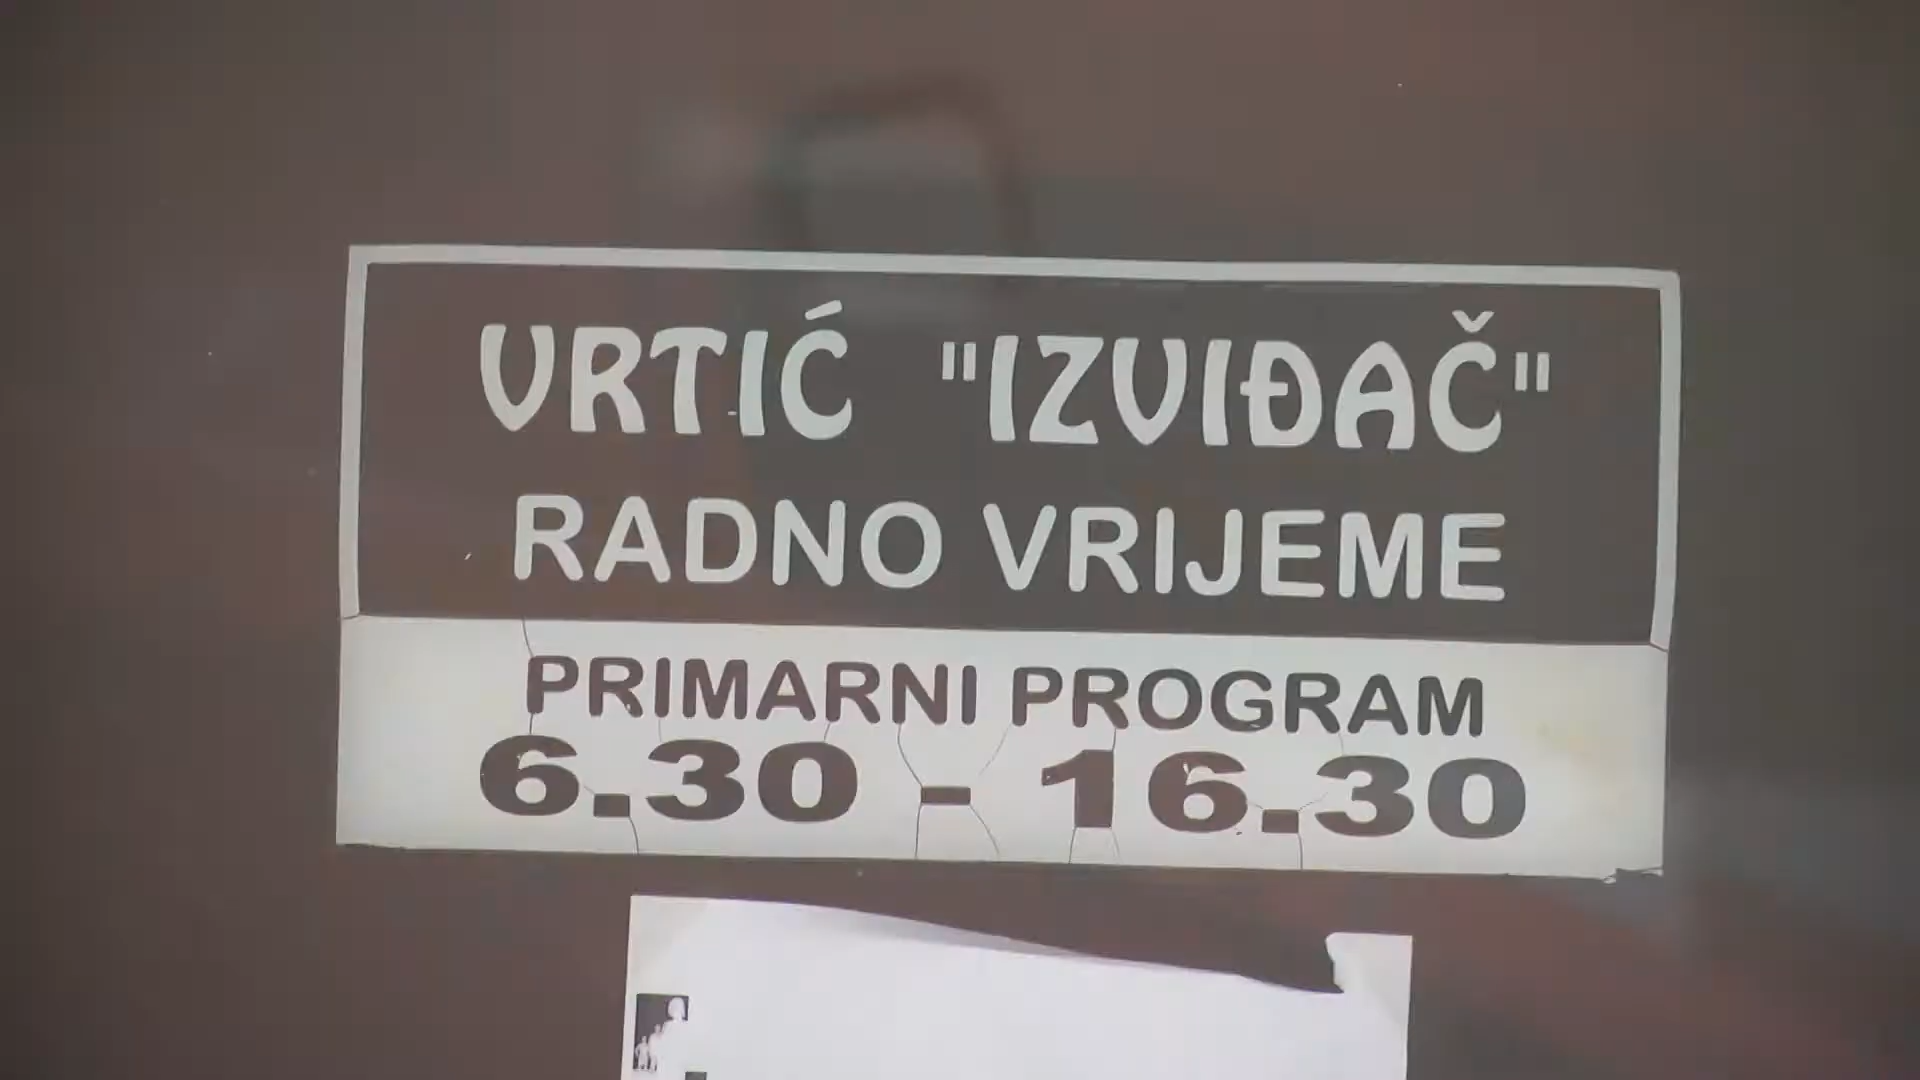 VRTIĆ "IZVIĐAČ"
RADNO VRIJEME
PRIMARNI PROGRAM
6.30 - 16.30